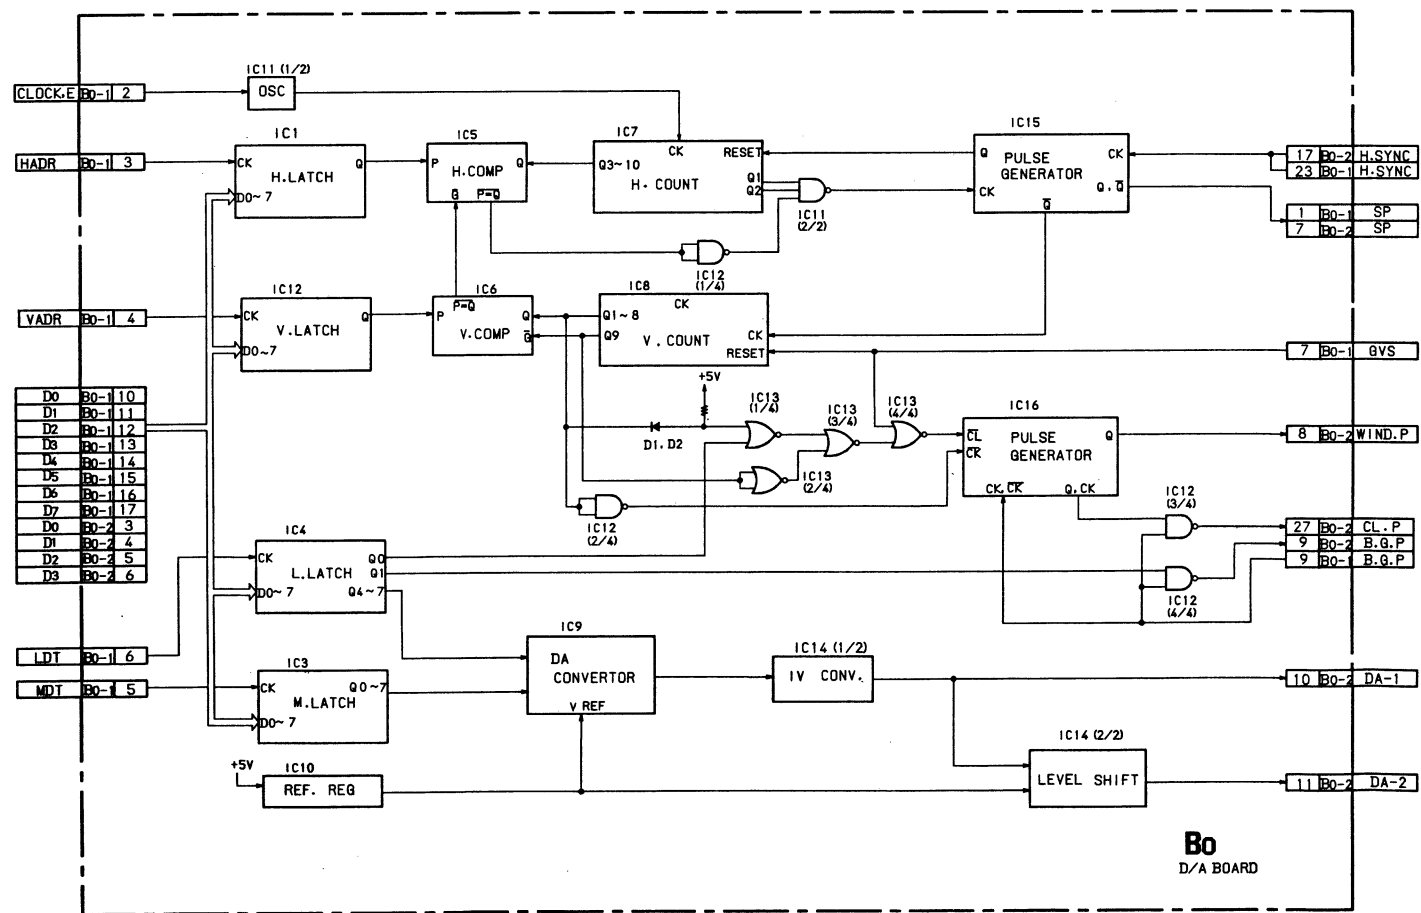 IC11 (1/2)
CLOCK.E B0-1 2
OSC
IC1
IC5
IC7
IC15
HADR B0-1 3
CK Q
H.LATCH
D0~7
P Q
H.COMP
G P=Q
CK
RESET
Q3~10
H. COUNT
Q1
Q2
IC11
(2/2)
Q CK
PULSE
GENERATOR
CK Q.Q
Q
17 B0-2 H.SYNC
23 B0-1 H.SYNC
1 B0-1 SP
7 B0-2 SP
IC12
(1/4)
IC12
IC6
IC8
VADR B0-1 4
CK Q
V.LATCH
D0~7
P=Q
P Q
V.COMP
G
CK
Q1~8
Q9
V. COUNT
CK
RESET
7 B0-1 GVS
+5V
D1. D2
IC13
(1/4)
IC13
(3/4)
IC13
(4/4)
IC13
(2/4)
IC12
(2/4)
IC16
CL
CK
PULSE
GENERATOR
Q
CK.CK
Q.CK
8 B0-2 WIND.P
D0 B0-1 10
D1 B0-1 11
D2 B0-1 12
D3 B0-1 13
D4 B0-1 14
D5 B0-1 15
D6 B0-1 16
D7 B0-1 17
D0 B0-2 3
D1 B0-2 4
D2 B0-2 5
D3 B0-2 6
IC12
(3/4)
27 B0-2 CL.P
9 B0-2 B.G.P
9 B0-1 B.G.P
IC12
(4/4)
IC4
CK Q0
Q1
L.LATCH
D0~7 Q4~7
LDT B0-1 6
MDT B0-1 5
IC3
CK Q0~7
M.LATCH
D0~7
IC9
DA
CONVERTOR
V REF
IC14 (1/2)
IV CONV.
10 B0-2 DA-1
IC14 (2/2)
LEVEL SHIFT
11 B0-2 DA-2
+5V
IC10
REF. REG
B0
D/A BOARD